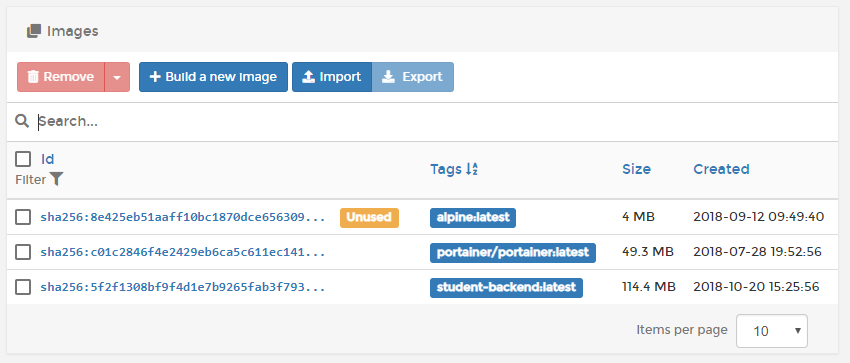 Images
Remove Build a new image Import Export
Search...
Id Tags Size Created
Filter
sha256:8e425eb51aaff10bc1870dce656309... Unused alpine:latest 4 MB 2018-09-12 09:49:40
sha256:c01c2846f4e2429eb6ca5c611ec141... portainer/portainer:latest 49.3 MB 2018-07-28 19:52:56
sha256:5f2f1308bf9f4d1e7b9265fab3f793... student-backend:latest 114.4 MB 2018-10-20 15:25:56
Items per page 10